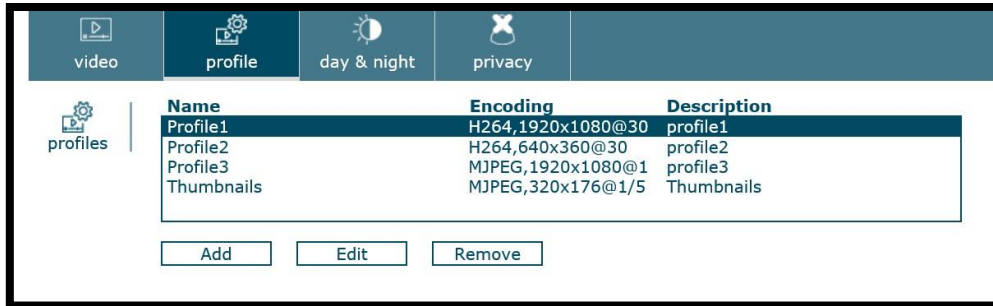 video profile day & night privacy
profiles
Name Encoding Description
Profile1 H264,1920x1080@30 profile1
Profile2 H264,640x360@30 profile2
Profile3 MJPEG,1920x1080@1 profile3
Thumbnails MJPEG,320x176@1/5 Thumbnails
Add Edit Remove